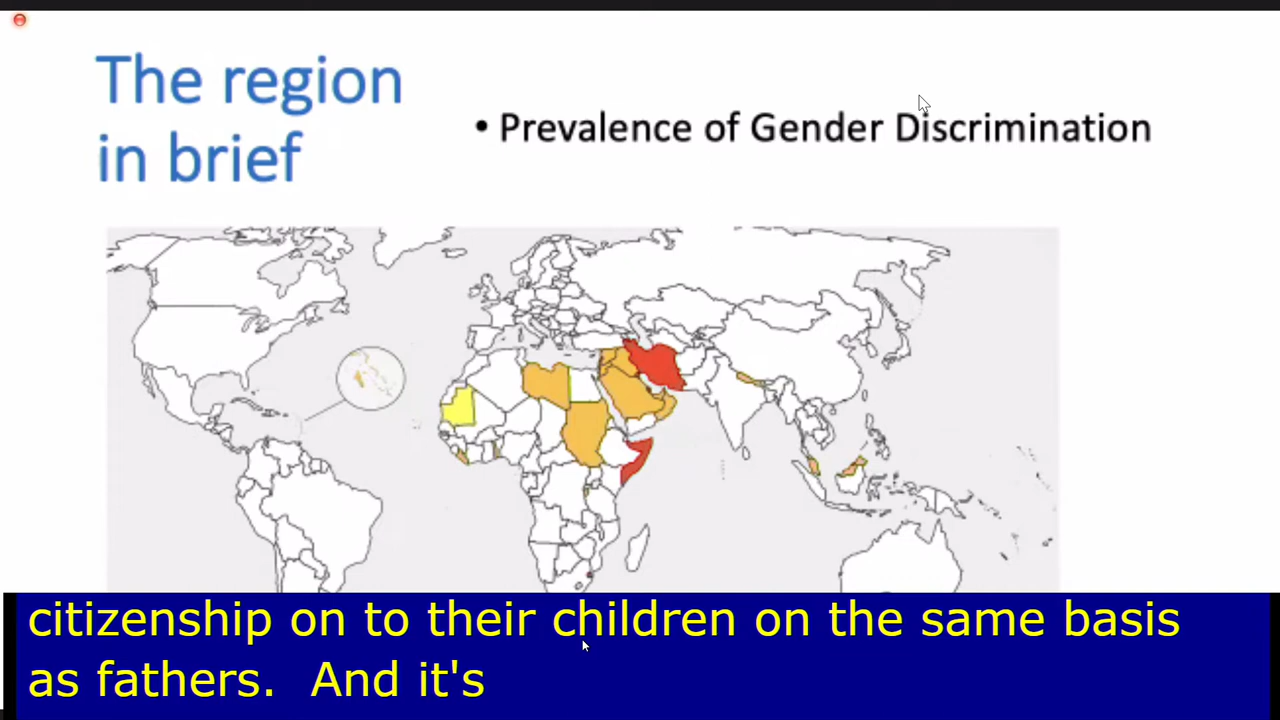 The region
in brief
• Prevalence of Gender Discrimination
citizenship on to their children on the same basis
as fathers.  And it's